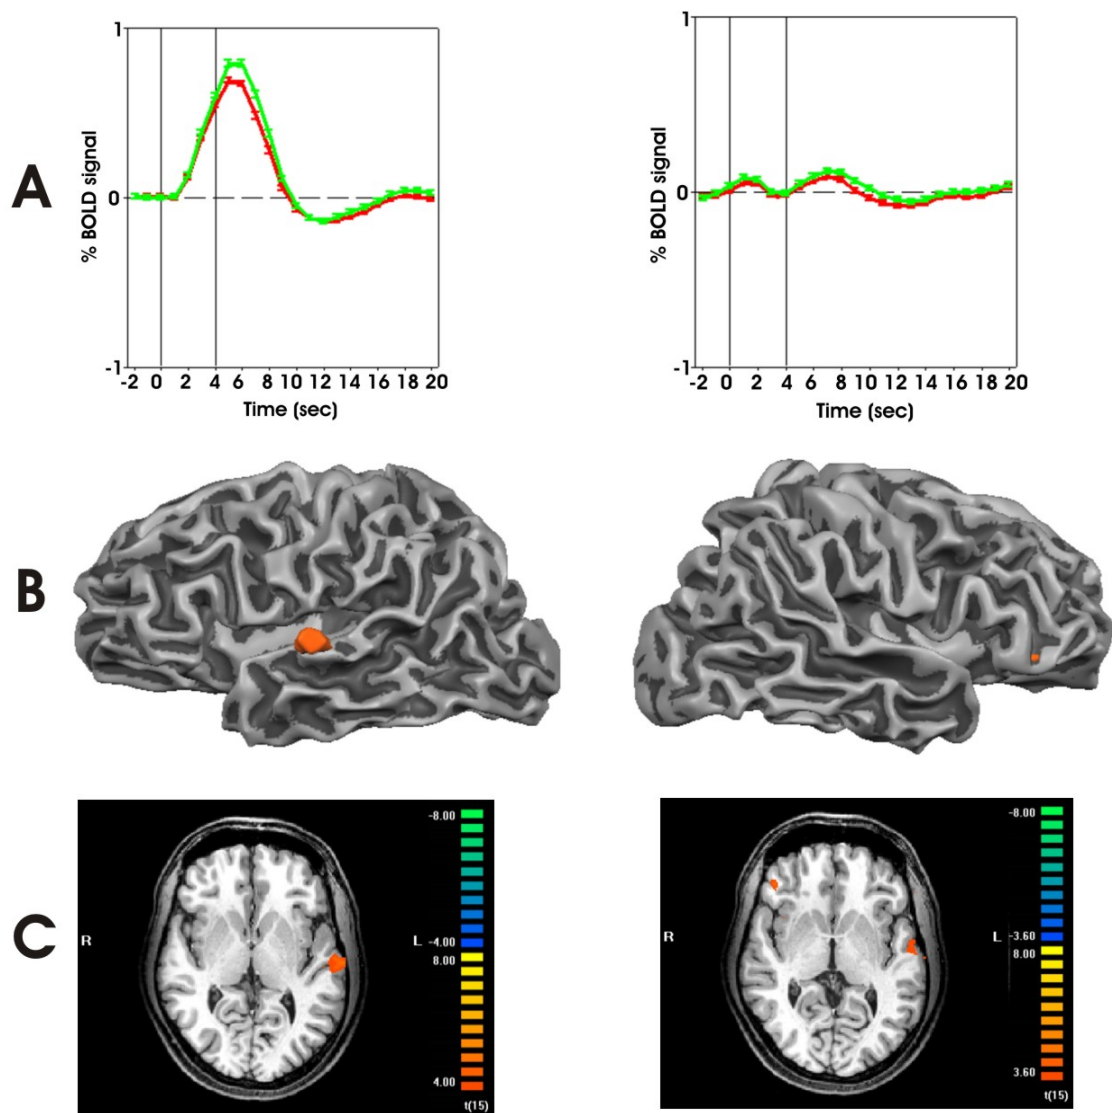 A
% BOLD signal
1
0
-1
-2 0 2 4 6 8 10 12 14 16 18 20
Time (sec)
% BOLD signal
1
0
-1
-2 0 2 4 6 8 10 12 14 16 18 20
Time (sec)
B
C
R
L
-8.00
-4.00
8.00
4.00
t(15)
R
L
-8.00
-3.60
8.00
3.60
t(15)